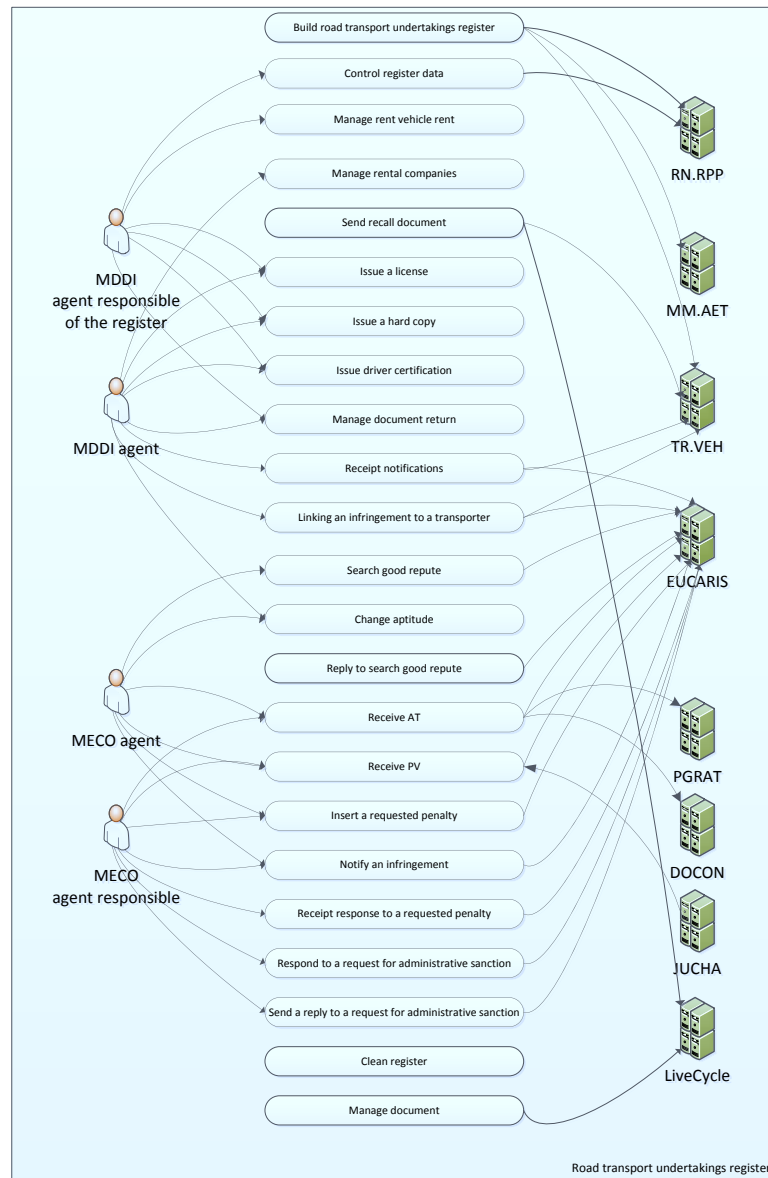 Build road transport undertakings register
Control register data
Manage rent vehicle rent
RN.RPP
Manage rental companies
Send recall document
MDDI
agent responsible
of the register
MM.AET
Issue a license
Issue a hard copy
Issue driver certification
MDDI agent
Manage document return
TR.VEH
Receipt notifications
Linking an infringement to a transporter
Search good repute
EUCARIS
Change aptitude
Reply to search good repute
MECO agent
Receive AT
PGRAT
Receive PV
Insert a requested penalty
MECO
agent responsible
Notify an infringement
DOCON
Receipt response to a requested penalty
Respond to a request for administrative sanction
JUCHA
Send a reply to a request for administrative sanction
Clean register
LiveCycle
Manage document
Road transport undertakings register